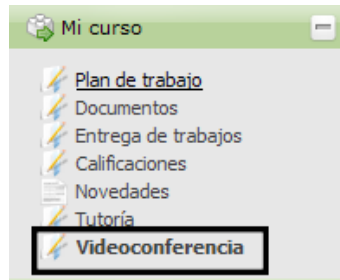 Mi curso
Plan de trabajo
Documentos
Entrega de trabajos
Calificaciones
Novedades
Tutoría
Videoconferencia